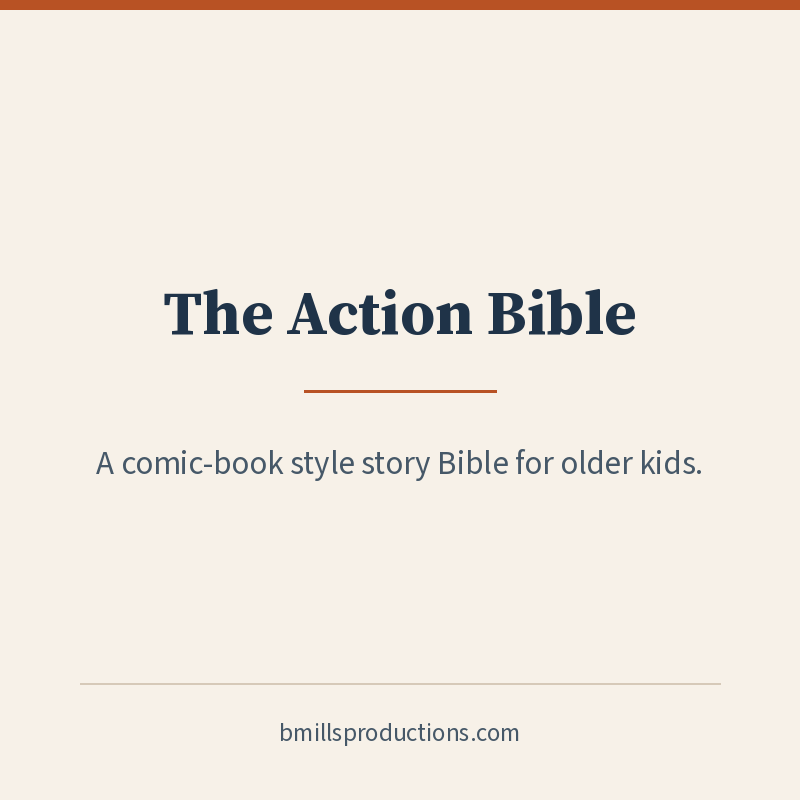 The Action Bible
A comic-book style story Bible for older kids.
bmillsproductions.com